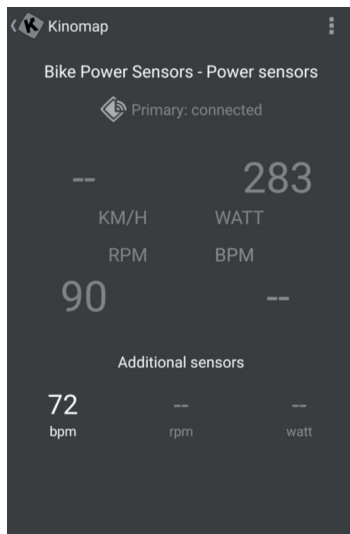 Kinomap
Bike Power Sensors - Power sensors
Primary: connected
-- 283
KM/H WATT
RPM BPM
90 --
Additional sensors
72 -- --
bpm rpm watt